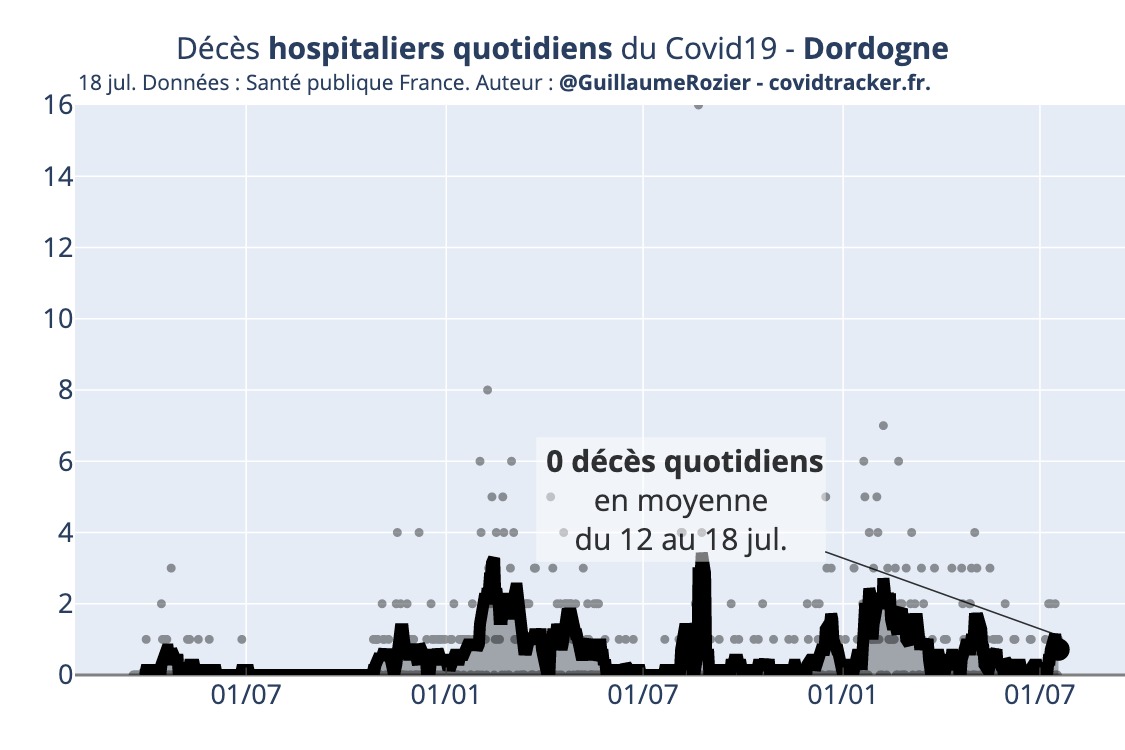 Décès hospitaliers quotidiens du Covid19 - Dordogne
18 jul. Données : Santé publique France. Auteur : @GuillaumeRozier - covidtracker.fr.
16
14
12
10
8
6
4
2
0
0 décès quotidiens
en moyenne
du 12 au 18 jul.
01/07 01/01 01/07 01/01 01/07